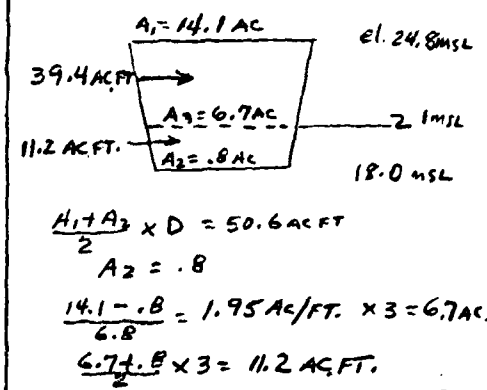 A₁= 14.1 AC
el. 24.8 MSL
39.4 AC FT
A₃= 6.7 AC
21 MSL
11.2 AC.FT.
A₂= .8 AC
18.0 MSL
A₁+A₂/2 x D = 50.6 AC FT
A₂ = .8
14.1 - .8/6.8 = 1.95 AC/FT. x 3 = 6.7 AC.
6.7+.8/2 x 3 = 11.2 AC.FT.